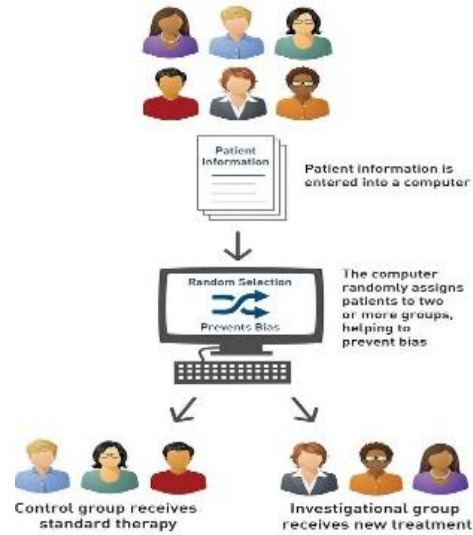 Patient
Information
Patient information is
entered into a computer
Random Selection
Prevents Bias
The computer
randomly assigns
patients to two
or more groups,
helping to
prevent bias
Control group receives
standard therapy
Investigational group
receives new treatment